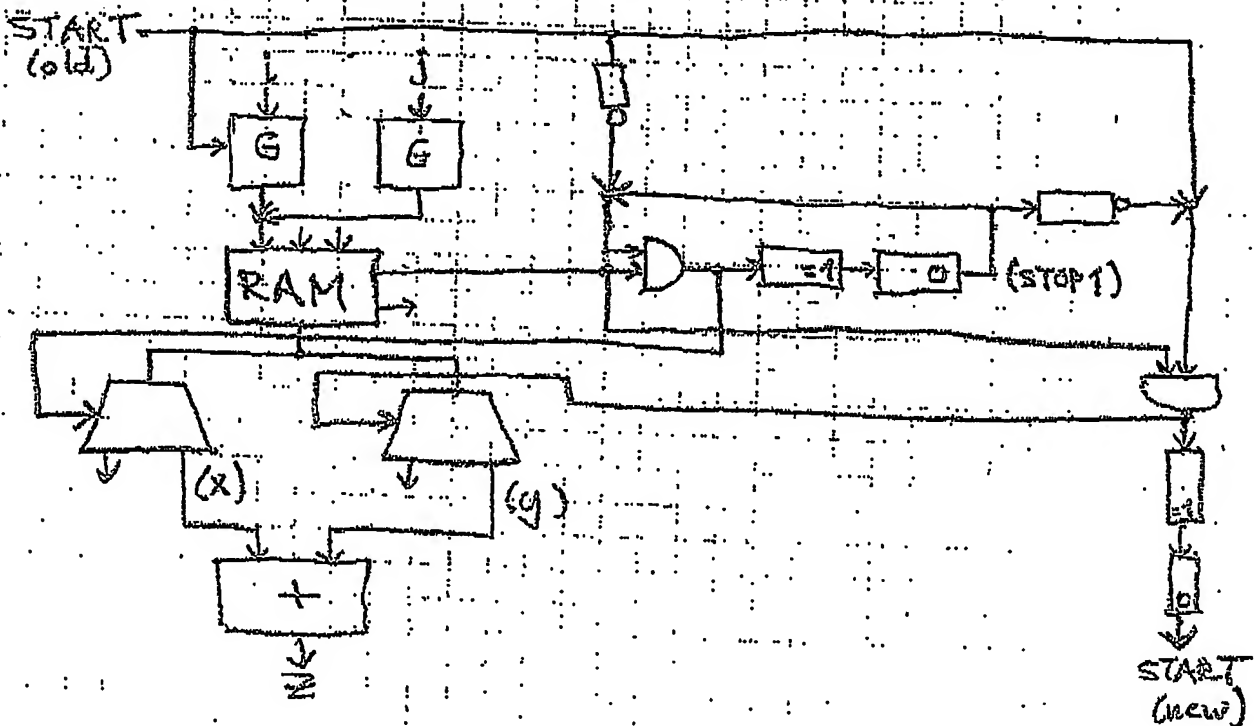 START
(old)
G
G
RAM
=1
0
(STOP1)
(x)
(y)
=1
0
+
Z
START
(new)